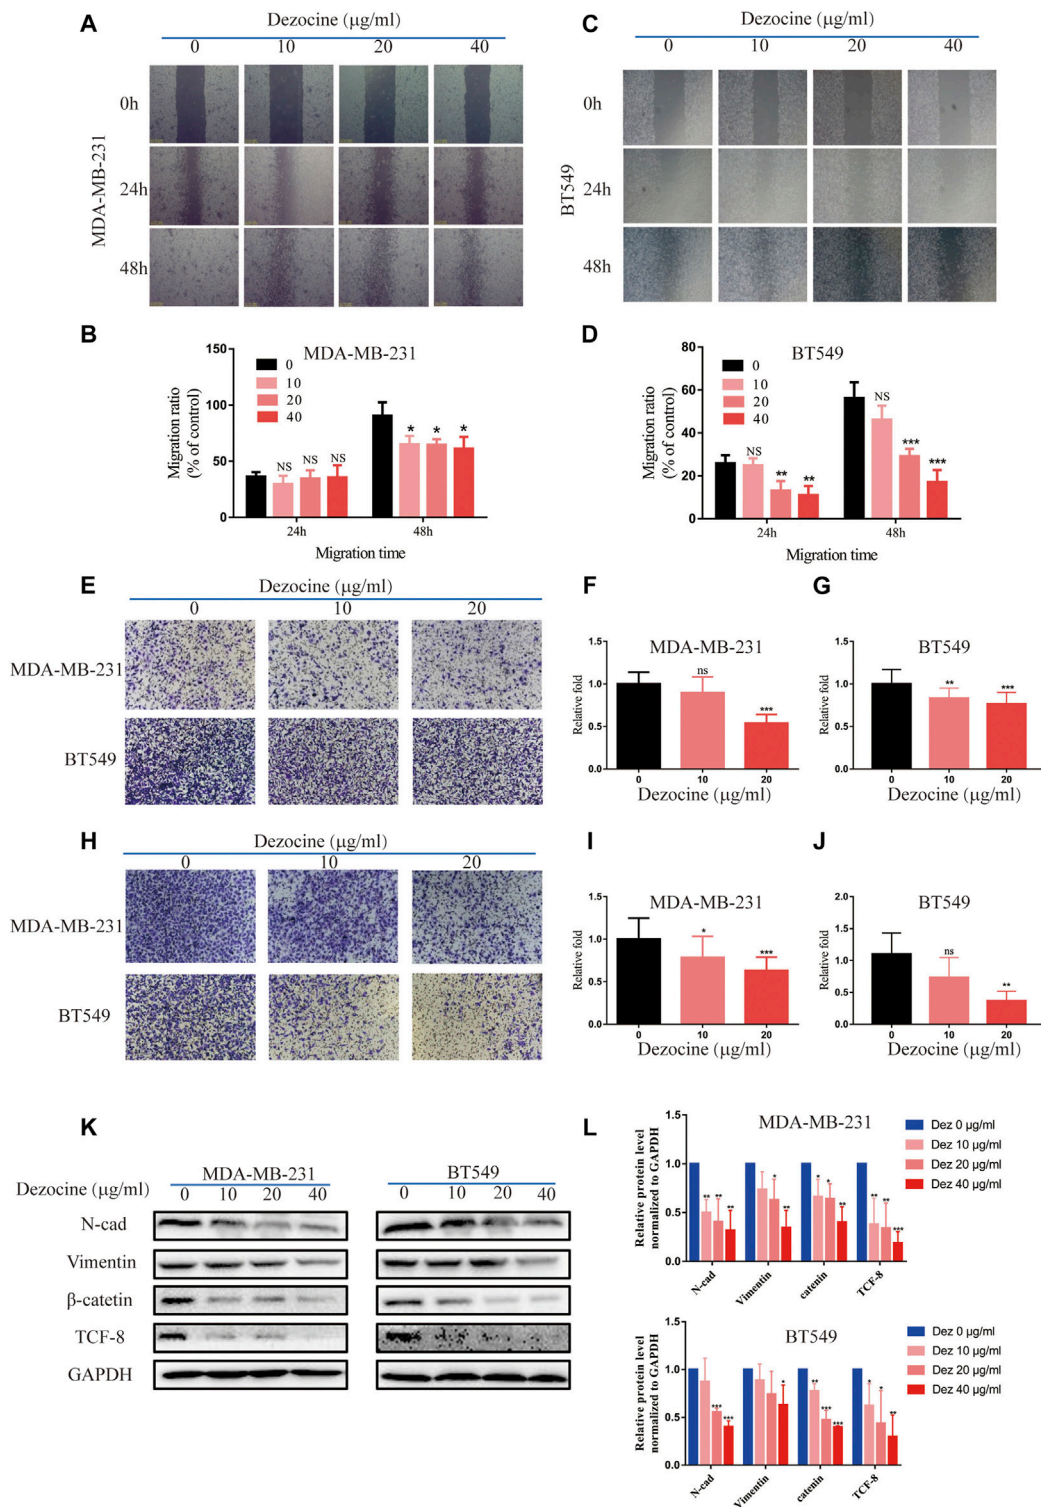 A
Dezocine (µg/ml)
0 10 20 40
MDA-MB-231
0h
24h
48h
C
Dezocine (µg/ml)
0 10 20 40
BT549
0h
24h
48h
B
MDA-MB-231
Migration ratio
(% of control)
150
100
50
0
0
10
20
40
NS NS NS
* * *
24h 48h
Migration time
D
BT549
Migration ratio
(% of control)
80
60
40
20
0
0
10
20
40
NS ** **
NS *** ***
24h 48h
Migration time
E
Dezocine (µg/ml)
0 10 20
MDA-MB-231
BT549
F
MDA-MB-231
Relative fold
1.5
1.0
0.5
0.0
ns ***
0 10 20
Dezocine (µg/ml)
G
BT549
Relative fold
1.5
1.0
0.5
0.0
** ***
0 10 20
Dezocine (µg/ml)
H
Dezocine (µg/ml)
0 10 20
MDA-MB-231
BT549
I
MDA-MB-231
Relative fold
1.5
1.0
0.5
0.0
* ***
0 10 20
Dezocine (µg/ml)
J
BT549
Relative fold
2.0
1.5
1.0
0.5
0.0
ns **
0 10 20
Dezocine (µg/ml)
K
MDA-MB-231 BT549
Dezocine (µg/ml) 0 10 20 40 0 10 20 40
N-cad
Vimentin
β-catetin
TCF-8
GAPDH
L
MDA-MB-231
Relative protein level
normalized to GAPDH
1.5
1.0
0.5
0.0
** ** **
* **
* * **
** ** ***
N-cad Vimentin catenin TCF-8
Dez 0 µg/ml
Dez 10 µg/ml
Dez 20 µg/ml
Dez 40 µg/ml
BT549
Relative protein level
normalized to GAPDH
1.5
1.0
0.5
0.0
*** ***
*
** *** ***
* * **
N-cad Vimentin catenin TCF-8
Dez 0 µg/ml
Dez 10 µg/ml
Dez 20 µg/ml
Dez 40 µg/ml